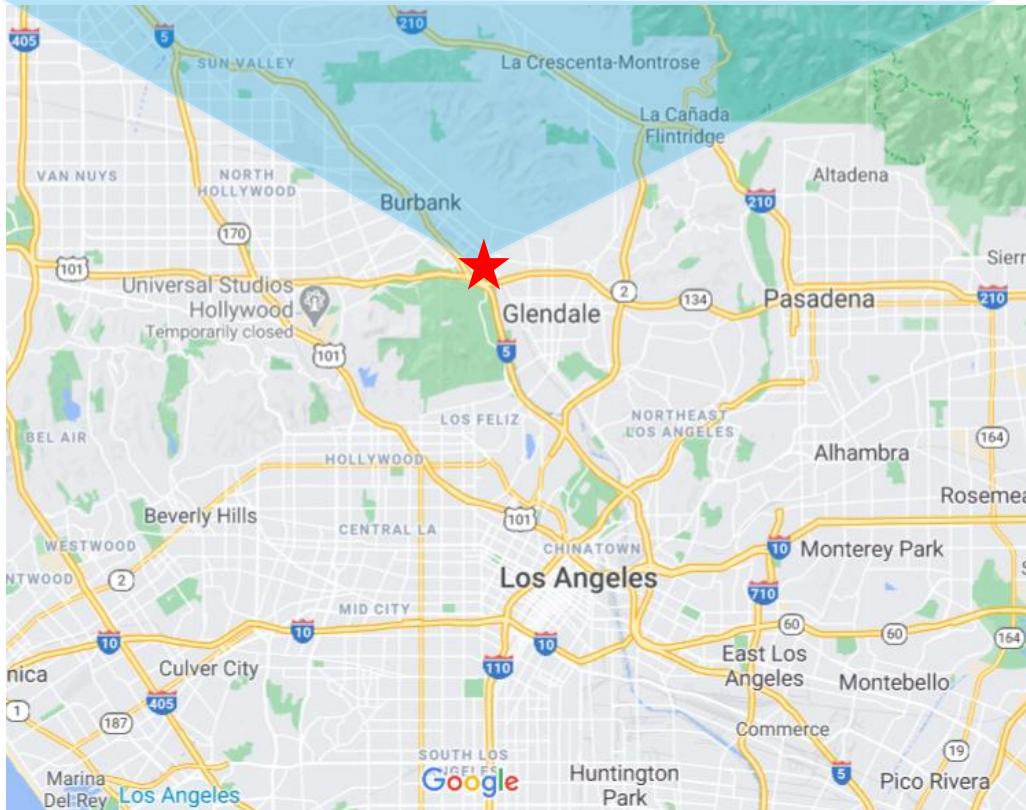 405
5
210
SUN VALLEY
La Crescenta-Montrose
La Cañada
Flintridge
VAN NUYS
NORTH
HOLLYWOOD
Burbank
Altadena
210
170
101
Universal Studios
Hollywood
Temporarily closed
101
Glendale
2
134
Pasadena
Sierr
210
5
BEL AIR
LOS FELIZ
NORTHEAST
LOS ANGELES
164
HOLLYWOOD
Alhambra
Beverly Hills
CENTRAL LA
101
Rosemea
WESTWOOD
CHINATOWN
10
Monterey Park
NTWOOD
2
Los Angeles
S
MID CITY
710
10
10
10
60
60
164
nica
Culver City
110
East Los
Angeles
Montebello
1
405
187
Commerce
19
SOUTH LOS
ANGELES
Google
Huntington
Park
5
Pico Rivera
Marina
Del Rey
Los Angeles